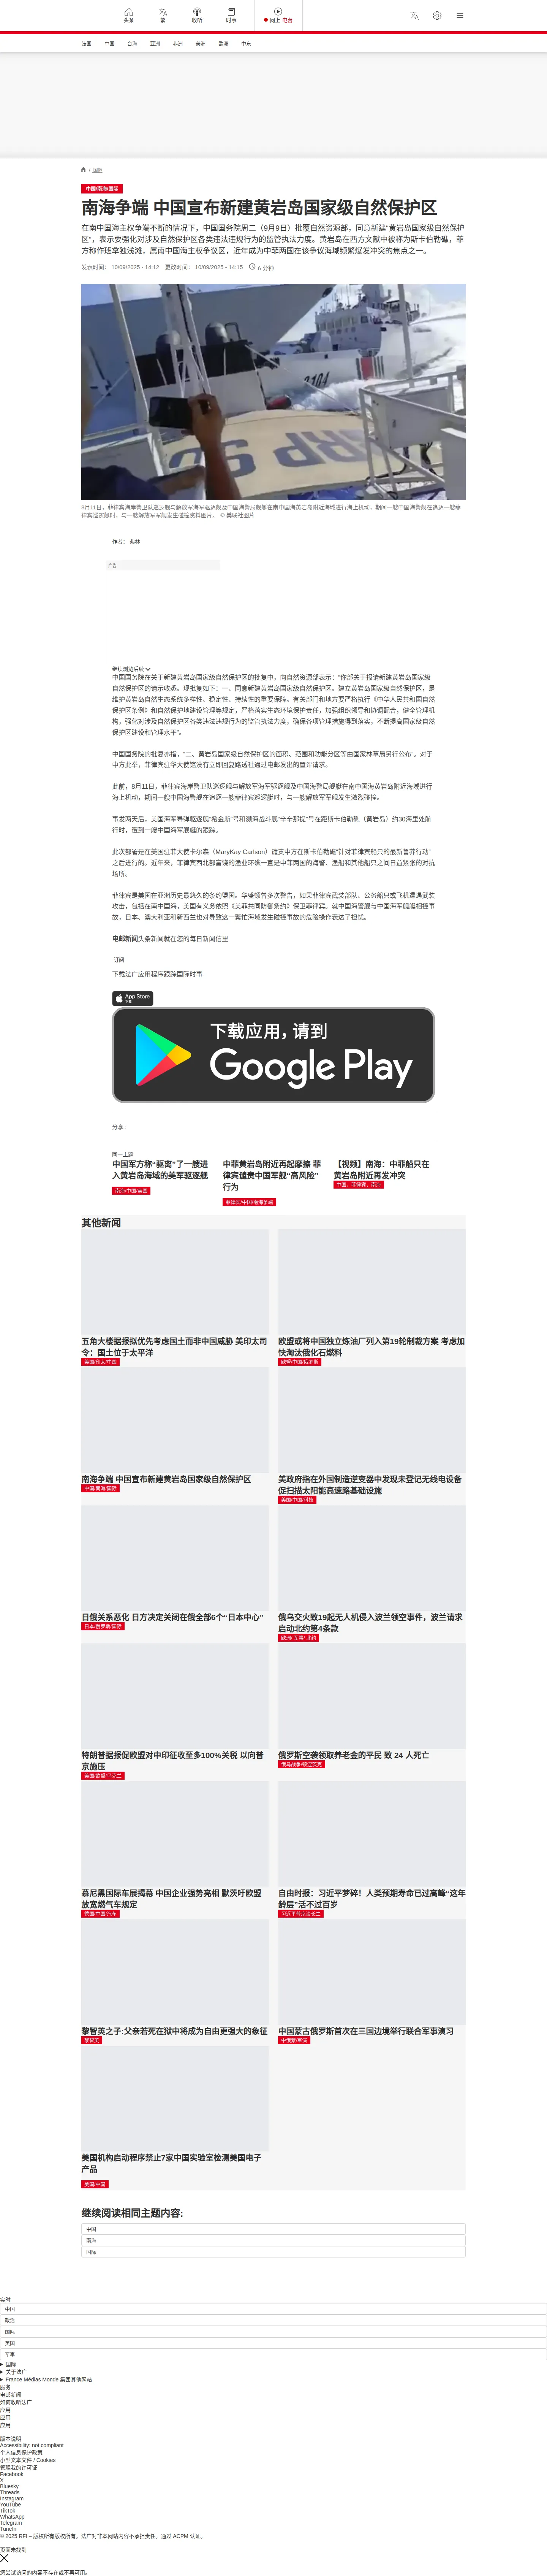 头条
繁
收听
时事
网上 电台
法国
中国
台海
亚洲
非洲
美洲
欧洲
中东
/ 国际
中国/南海/国际
南海争端 中国宣布新建黄岩岛国家级自然保护区
在南中国海主权争端不断的情况下，中国国务院周二（9月9日）批覆自然资源部，同意新建“黄岩岛国家级自然保护
区”，表示要强化对涉及自然保护区各类违法违规行为的监管执法力度。黄岩岛在西方文献中被称为斯卡伯勒礁，菲
方称作班拿独浅滩，属南中国海主权争议区，近年成为中菲两国在该争议海域频繁爆发冲突的焦点之一。
发表时间： 10/09/2025 - 14:12 更改时间： 10/09/2025 - 14:15 6 分钟
8月11日，菲律宾海岸警卫队巡逻舰与解放军海军驱逐舰及中国海警局舰艇在南中国海黄岩岛附近海域进行海上机动，期间一艘中国海警舰在追逐一艘菲
律宾巡逻艇时，与一艘解放军军舰发生碰撞资料图片。 © 美联社图片
作者： 弗林
广告
继续浏览后续
中国国务院在关于新建黄岩岛国家级自然保护区的批复中，向自然资源部表示：“你部关于报请新建黄岩岛国家级
自然保护区的请示收悉。现批复如下：一、同意新建黄岩岛国家级自然保护区。建立黄岩岛国家级自然保护区，是
维护黄岩岛自然生态系统多样性、稳定性、持续性的重要保障。有关部门和地方要严格执行《中华人民共和国自然
保护区条例》和自然保护地建设管理等规定，严格落实生态环境保护责任，加强组织领导和协调配合，健全管理机
构，强化对涉及自然保护区各类违法违规行为的监管执法力度，确保各项管理措施得到落实，不断提高国家级自然
保护区建设和管理水平”。
中国国务院的批复亦指，“二、黄岩岛国家级自然保护区的面积、范围和功能分区等由国家林草局另行公布”。对于
中方此举，菲律宾驻华大使馆没有立即回复路透社通过电邮发出的置评请求。
此前，8月11日，菲律宾海岸警卫队巡逻舰与解放军海军驱逐舰及中国海警局舰艇在南中国海黄岩岛附近海域进行
海上机动，期间一艘中国海警舰在追逐一艘菲律宾巡逻艇时，与一艘解放军军舰发生激烈碰撞。
事发两天后，美国海军导弹驱逐舰“希金斯”号和濒海战斗舰“辛辛那提”号在距斯卡伯勒礁（黄岩岛）约30海里处航
行时，遭到一艘中国海军舰艇的跟踪。
此次部署是在美国驻菲大使卡尔森（MaryKay Carlson）谴责中方在斯卡伯勒礁“针对菲律宾船只的最新鲁莽行动”
之后进行的。近年来，菲律宾西北部富饶的渔业环礁一直是中菲两国的海警、渔船和其他船只之间日益紧张的对抗
场所。
菲律宾是美国在亚洲历史最悠久的条约盟国。华盛顿曾多次警告，如果菲律宾武装部队、公务船只或飞机遭遇武装
攻击，包括在南中国海，美国有义务依照《美菲共同防御条约》保卫菲律宾。就中国海警舰与中国海军舰艇相撞事
故，日本、澳大利亚和新西兰也对导致这一繁忙海域发生碰撞事故的危险操作表达了担忧。
电邮新闻头条新闻就在您的每日新闻信里
订阅
下载法广应用程序跟踪国际时事
App Store
下载
下载应用，请到
Google Play
分享 :
同一主题
中国军方称“驱离”了一艘进
入黄岩岛海域的美军驱逐舰
南海/中国/美国
中菲黄岩岛附近再起摩擦 菲
律宾谴责中国军舰“高风险”
行为
菲律宾/中国/南海争端
【视频】南海：中菲船只在
黄岩岛附近再发冲突
中国，菲律宾，南海
其他新闻
五角大楼据报拟优先考虑国土而非中国威胁 美印太司
令：国土位于太平洋
美国/印太/中国
欧盟或将中国独立炼油厂列入第19轮制裁方案 考虑加
快淘汰俄化石燃料
欧盟/中国/俄罗斯
南海争端 中国宣布新建黄岩岛国家级自然保护区
中国/南海/国际
美政府指在外国制造逆变器中发现未登记无线电设备
促扫描太阳能高速路基础设施
美国/中国/科技
日俄关系恶化 日方决定关闭在俄全部6个“日本中心”
日本/俄罗斯/国际
俄乌交火致19起无人机侵入波兰领空事件，波兰请求
启动北约第4条款
欧洲/ 军事/ 北约
特朗普据报促欧盟对中印征收至多100%关税 以向普
京施压
美国/欧盟/乌克兰
俄罗斯空袭领取养老金的平民 致 24 人死亡
俄乌战争/顿涅茨克
慕尼黑国际车展揭幕 中国企业强势亮相 默茨吁欧盟
放宽燃气车规定
德国/中国/汽车
自由时报：习近平梦碎！人类预期寿命已过高峰“这年
龄层”活不过百岁
习近平普京谈长生
黎智英之子:父亲若死在狱中将成为自由更强大的象征
黎智英
中国蒙古俄罗斯首次在三国边境举行联合军事演习
中俄蒙/军演
美国机构启动程序禁止7家中国实验室检测美国电子
产品
美国/中国
继续阅读相同主题内容:
中国
南海
国际
实时
中国
政治
国际
美国
军事
国际
关于法广
France Médias Monde 集团其他网站
服务
电邮新闻
如何收听法广
应用
应用
应用
版本说明
Accessibility: not compliant
个人信息保护政策
小型文本文件 / Cookies
管理我的许可证
Facebook
X
Bluesky
Threads
Instagram
YouTube
TikTok
WhatsApp
Telegram
TuneIn
© 2025 RFI – 版权所有版权所有。法广对非本网站内容不承担责任。通过 ACPM 认证。
页面未找到
您尝试访问的内容不存在或不再可用。